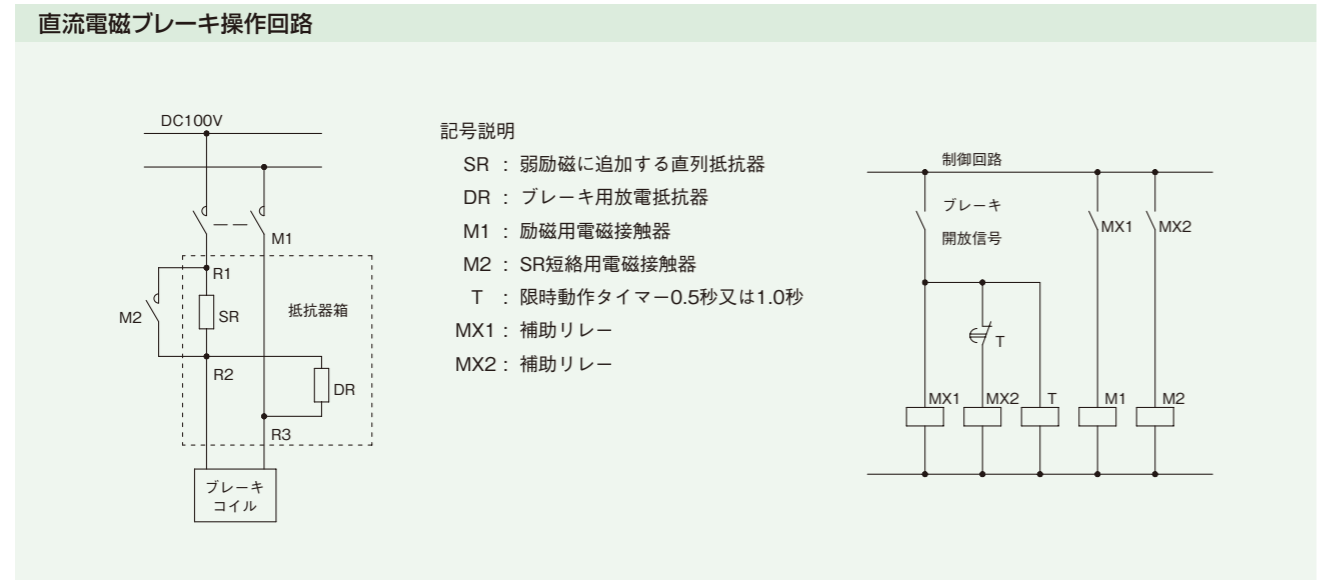 直流電磁ブレーキ操作回路
DC100V
M1
R1
M2
SR
抵抗器箱
R2
DR
R3
ブレーキ
コイル
記号説明
SR : 弱励磁に追加する直列抵抗器
DR : ブレーキ用放電抵抗器
M1 : 励磁用電磁接触器
M2 : SR短絡用電磁接触器
T : 限時動作タイマー0.5秒又は1.0秒
MX1 : 補助リレー
MX2 : 補助リレー
制御回路
ブレーキ
開放信号
MX1 MX2
T
MX1 MX2 T M1 M2